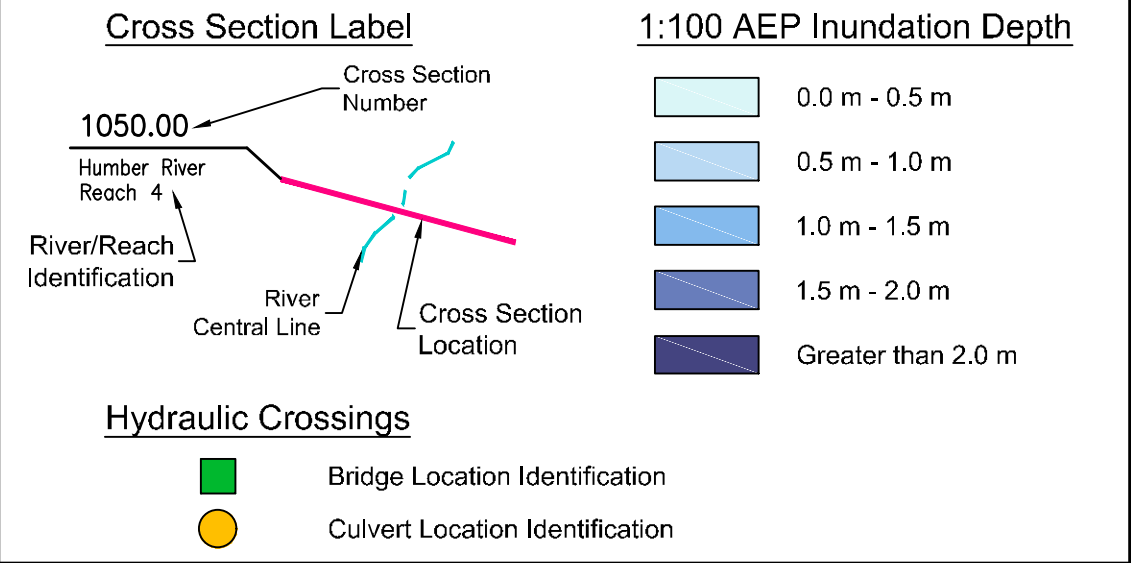 Cross Section Label
Cross Section
Number
1050.00
Humber River
Reach 4
River/Reach
Identification
River
Central Line
Cross Section
Location
1:100 AEP Inundation Depth
0.0 m - 0.5 m
0.5 m - 1.0 m
1.0 m - 1.5 m
1.5 m - 2.0 m
Greater than 2.0 m
Hydraulic Crossings
Bridge Location Identification
Culvert Location Identification